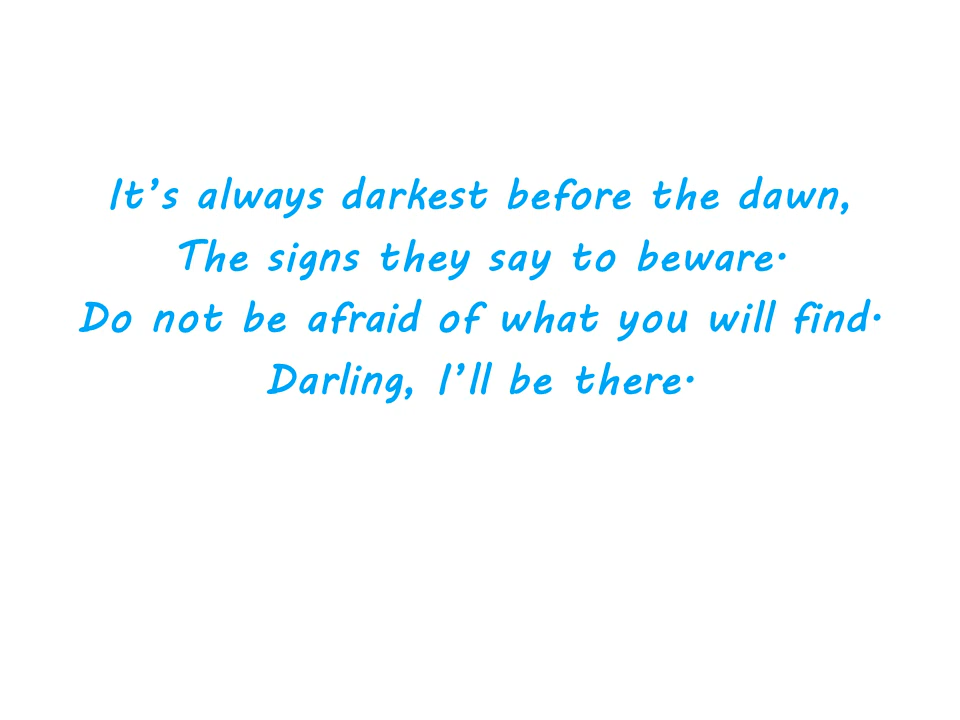 It’s always darkest before the dawn,
The signs they say to beware.
Do not be afraid of what you will find.
Darling, I’ll be there.